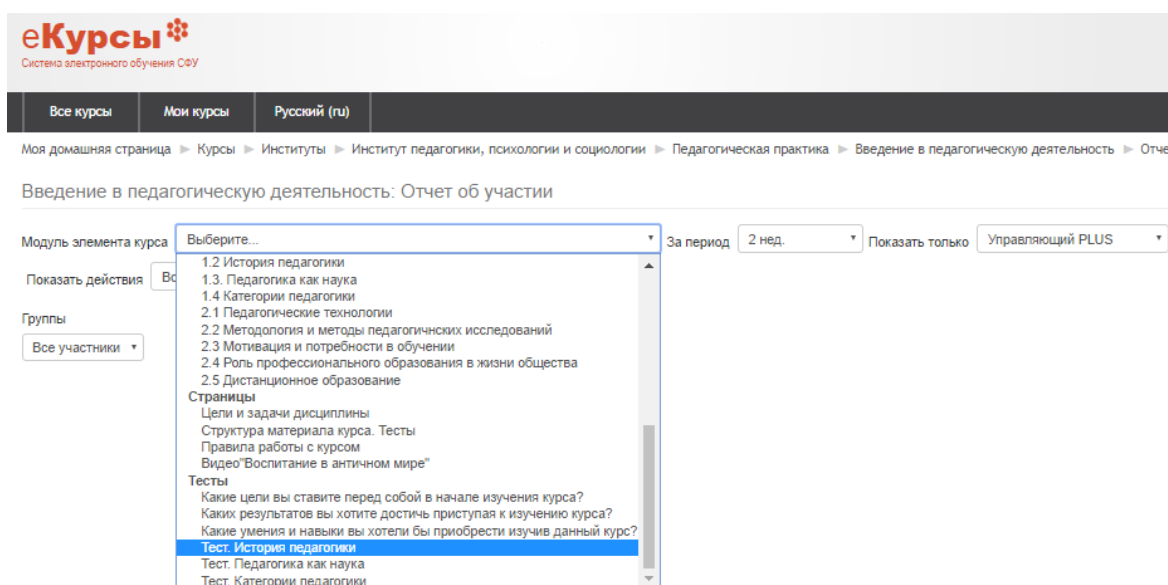 еКурсы
Система электронного обучения СФУ
Все курсы Мои курсы Русский (ru)
Моя домашняя страница ► Курсы ► Институты ► Институт педагогики, психологии и социологии ► Педагогическая практика ► Введение в педагогическую деятельность ► Отче
Введение в педагогическую деятельность: Отчет об участии
Модуль элемента курса Выберите... За период 2 нед. Показать только Управляющий PLUS
1.2 История педагогики
Показать действия Вс
1.3. Педагогика как наука
1.4 Категории педагогики
Группы
2.1 Педагогические технологии
2.2 Методология и методы педагогичнских исследований
Все участники
2.3 Мотивация и потребности в обучении
2.4 Роль профессионального образования в жизни общества
2.5 Дистанционное образование
Страницы
Цели и задачи дисциплины
Структура материала курса. Тесты
Правила работы с курсом
Видео"Воспитание в античном мире"
Тесты
Какие цели вы ставите перед собой в начале изучения курса?
Каких результатов вы хотите достичь приступая к изучению курса?
Какие умения и навыки вы хотели бы приобрести изучив данный курс?
Тест. История педагогики
Тест. Педагогика как наука
Тест. Категории педагогики